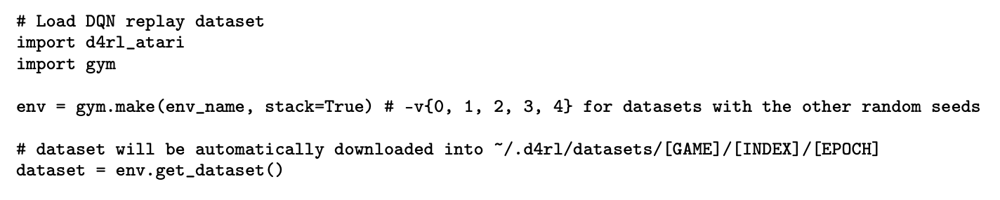 # Load DQN replay dataset
import d4rl_atari
import gym
env = gym.make(env_name, stack=True) # -v{0, 1, 2, 3, 4} for datasets with the other random seeds
# dataset will be automatically downloaded into ~/.d4rl/datasets/[GAME]/[INDEX]/[EPOCH]
dataset = env.get_dataset()